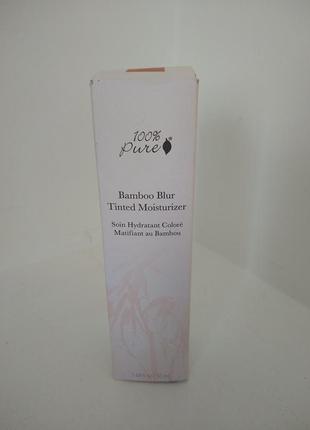 100%
Pure
Bamboo Blur
Tinted Moisturizer
Soin Hydratant Coloré
Matifiant au Bambou